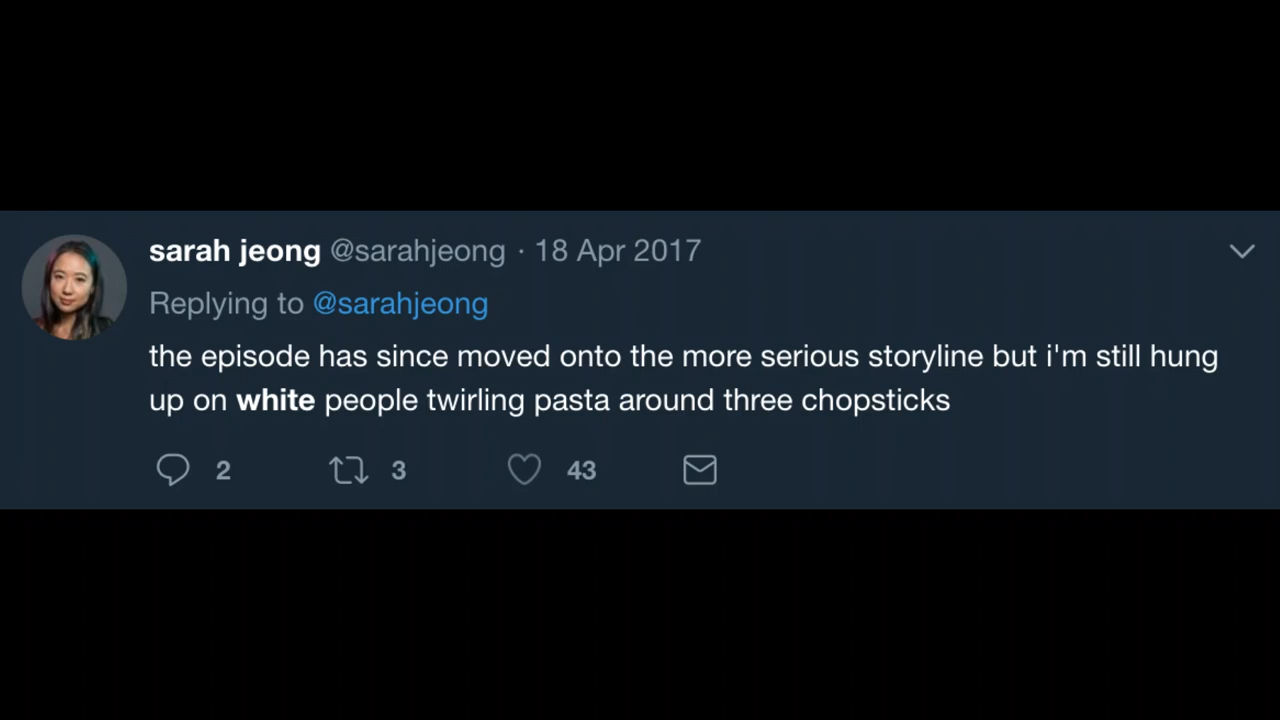 sarah jeong @sarahjeong · 18 Apr 2017
Replying to @sarahjeong
the episode has since moved onto the more serious storyline but i'm still hung
up on white people twirling pasta around three chopsticks
2 3 43